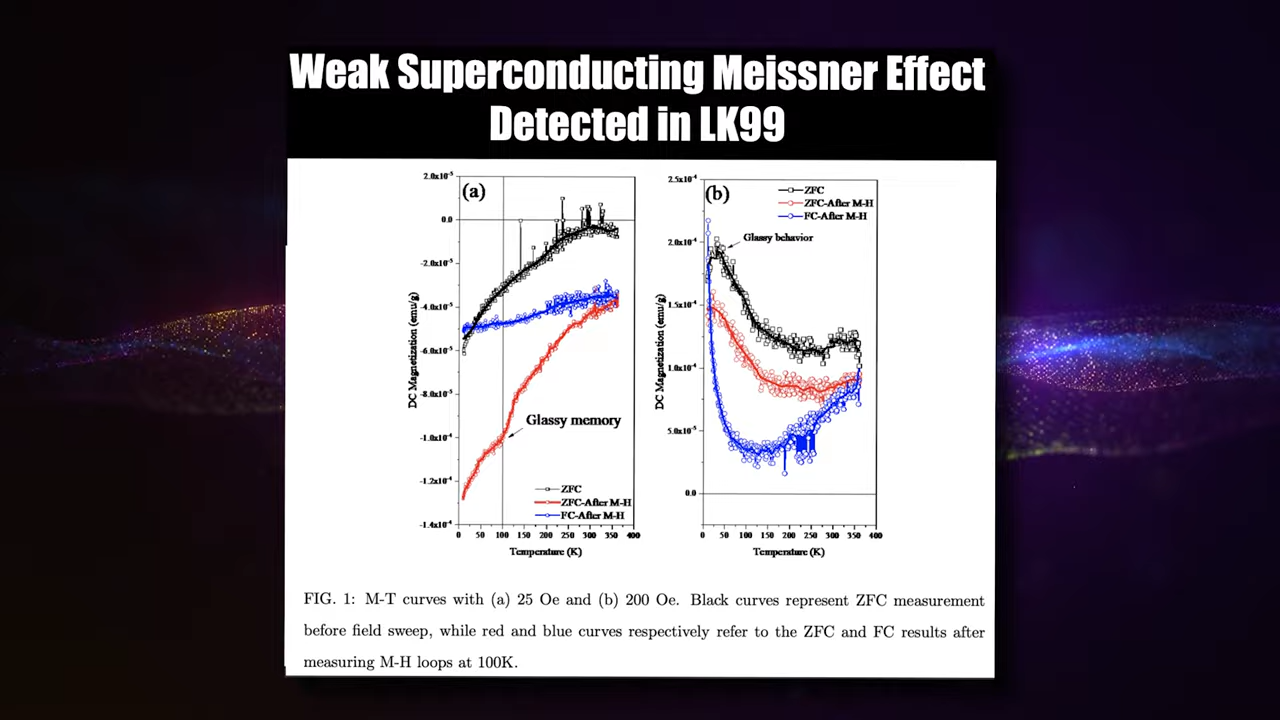 Weak Superconducting Meissner Effect
Detected in LK99
(a)
2.0x10⁻⁵
0.0
-2.0x10⁻⁵
-4.0x10⁻⁵
-6.0x10⁻⁵
-8.0x10⁻⁵
-1.0x10⁻⁴
-1.2x10⁻⁴
-1.4x10⁻⁴
DC Magnetization (emu/g)
Glassy memory
ZFC
ZFC-After M-H
FC-After M-H
0 50 100 150 200 250 300 350 400
Temperature (K)
(b)
2.5x10⁻⁴
2.0x10⁻⁴
1.5x10⁻⁴
1.0x10⁻⁴
5.0x10⁻⁵
0.0
DC Magnetization (emu/g)
ZFC
ZFC-After M-H
FC-After M-H
Glassy behavior
0 50 100 150 200 250 300 350 400
Temperature (K)
FIG. 1: M-T curves with (a) 25 Oe and (b) 200 Oe. Black curves represent ZFC measurement
before field sweep, while red and blue curves respectively refer to the ZFC and FC results after
measuring M-H loops at 100K.